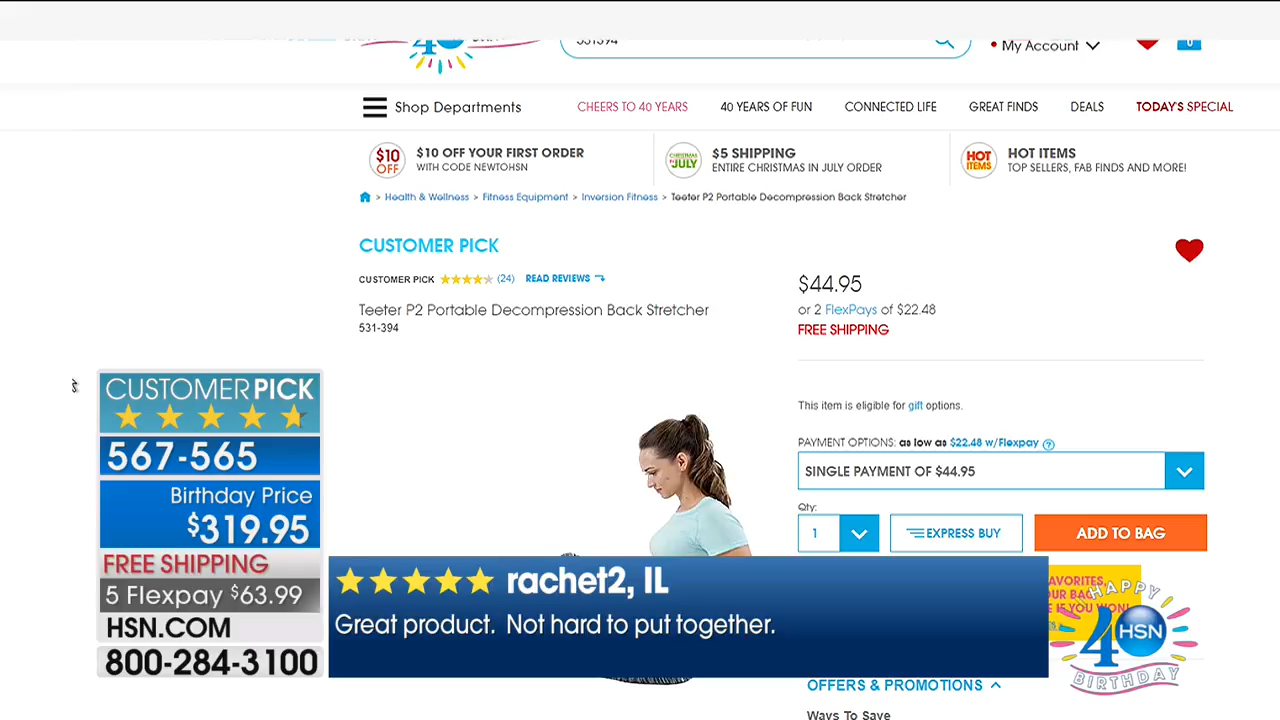 40
531394
My Account
0
Shop Departments
CHEERS TO 40 YEARS
40 YEARS OF FUN
CONNECTED LIFE
GREAT FINDS
DEALS
TODAY'S SPECIAL
$10 OFF
$10 OFF YOUR FIRST ORDER
WITH CODE NEWTOHSN
CHRISTMAS IN JULY
$5 SHIPPING
ENTIRE CHRISTMAS IN JULY ORDER
HOT ITEMS
HOT ITEMS
TOP SELLERS, FAB FINDS AND MORE!
> Health & Wellness > Fitness Equipment > Inversion Fitness > Teeter P2 Portable Decompression Back Stretcher
CUSTOMER PICK
CUSTOMER PICK (24) READ REVIEWS
Teeter P2 Portable Decompression Back Stretcher
531-394
$44.95
or 2 FlexPays of $22.48
FREE SHIPPING
This item is eligible for gift options.
PAYMENT OPTIONS: as low as $22.48 w/Flexpay ?
SINGLE PAYMENT OF $44.95
Qty:
1
EXPRESS BUY
ADD TO BAG
OFFERS & PROMOTIONS
Ways To Save
CUSTOMER PICK
567-565
Birthday Price
$319.95
FREE SHIPPING
5 Flexpay $63.99
HSN.COM
800-284-3100
rachet2, IL
Great product. Not hard to put together.
HAPPY
40 HSN
BIRTHDAY